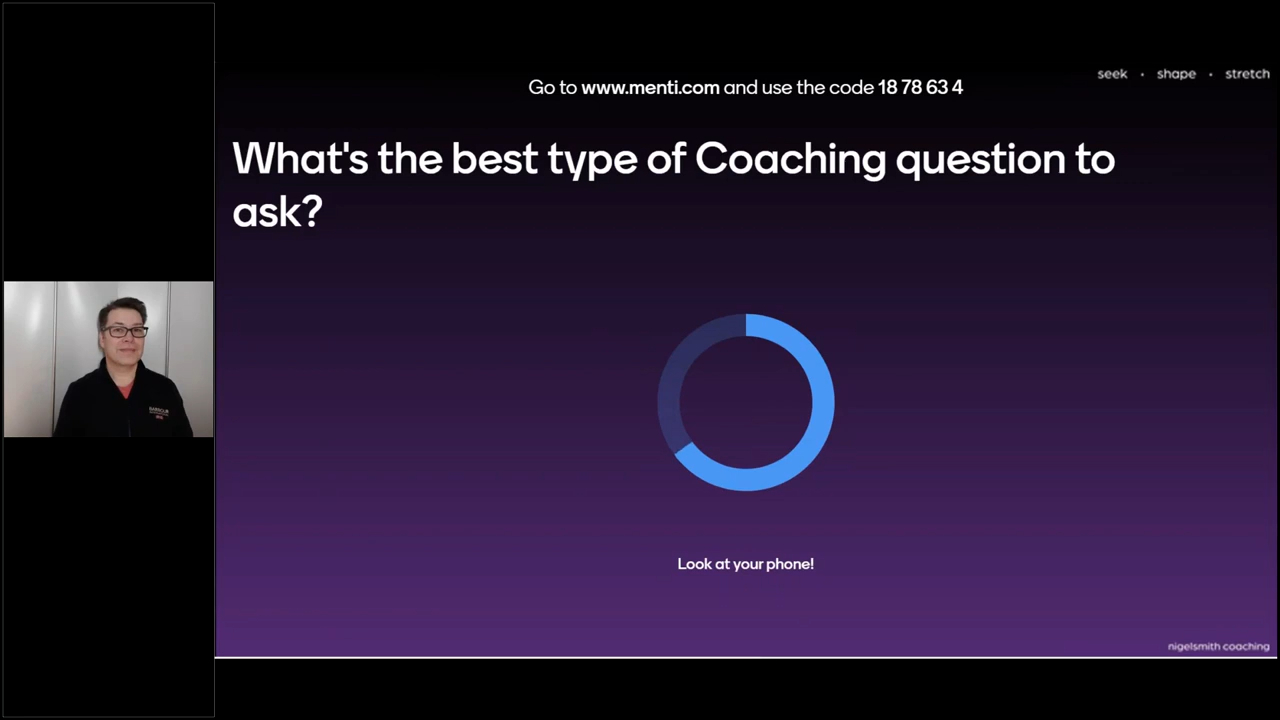 Go to www.menti.com and use the code 18 78 63 4
seek · shape · stretch
What's the best type of Coaching question to
ask?
Look at your phone!
nigelsmith coaching